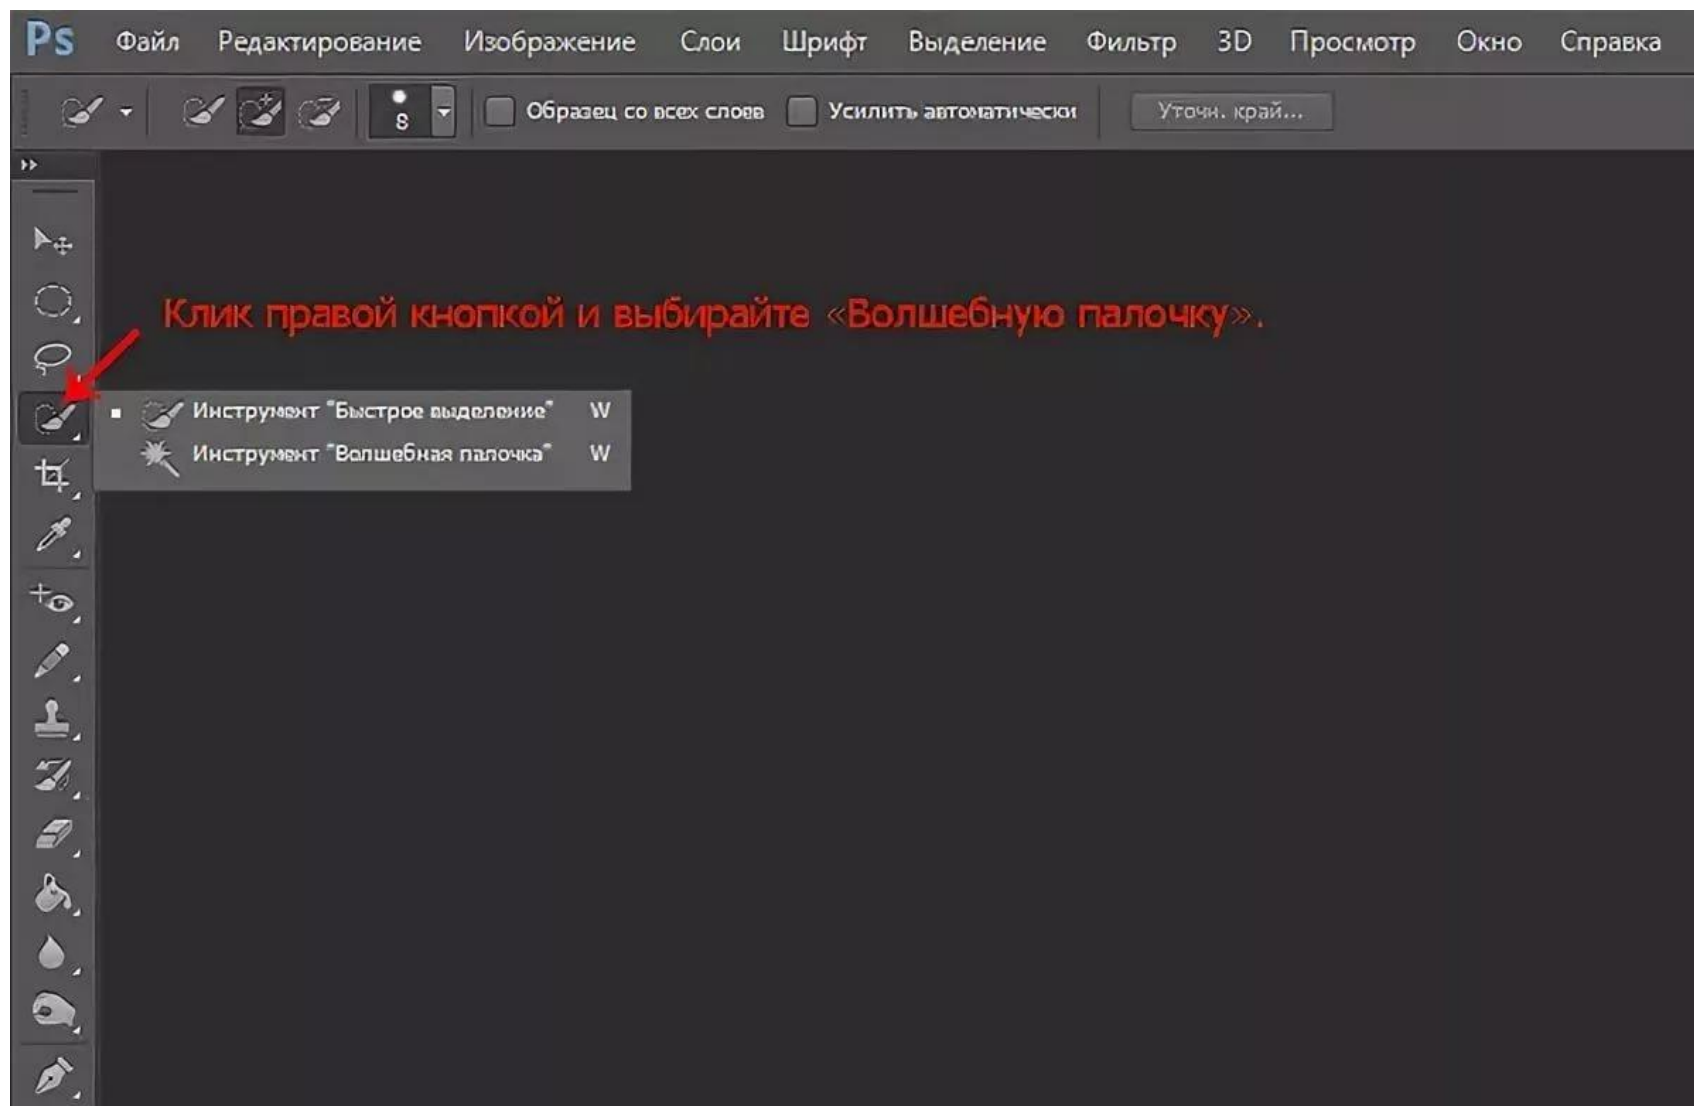 Ps Файл Редактирование Изображение Слои Шрифт Выделение Фильтр 3D Просмотр Окно Справка
8 Образец со всех слоев Усилить автоматически Уточн. край...
Клик правой кнопкой и выбирайте «Волшебную палочку».
Инструмент "Быстрое выделение" W
Инструмент "Волшебная палочка" W